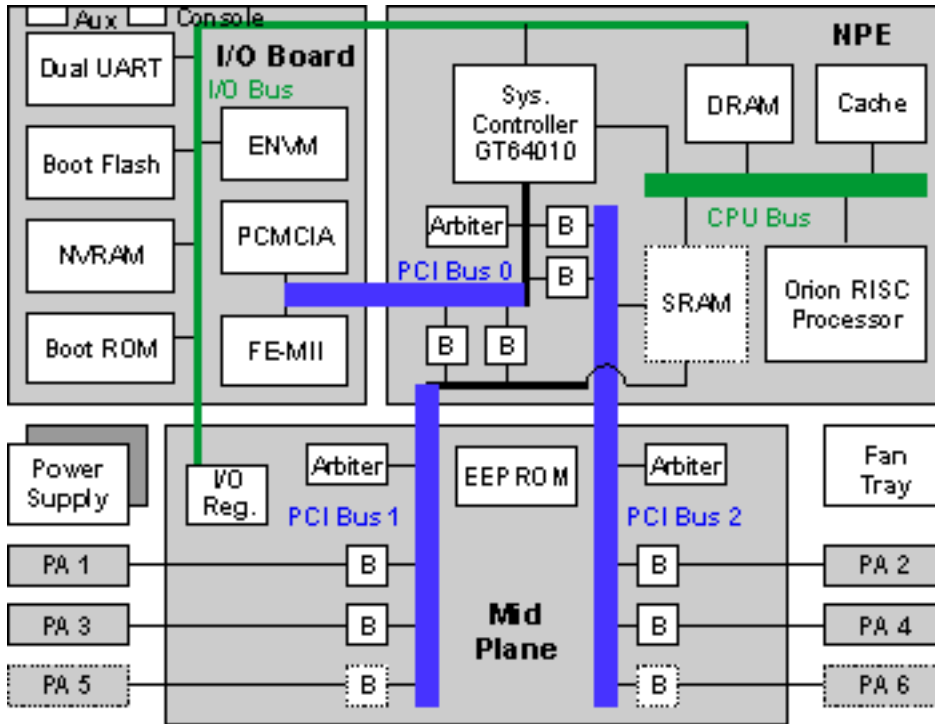 Aux
Console
Dual UART
I/O Board
I/O Bus
Boot Flash
ENVM
NVRAM
PCMCIA
Boot ROM
FE-MII
NPE
Sys.
Controller
GT64010
DRAM
Cache
CPU Bus
Arbiter
B
PCI Bus 0
B
SRAM
Orion RISC
Processor
B
B
Power
Supply
I/O
Reg.
Arbiter
EEPROM
Arbiter
Fan
Tray
PCI Bus 1
PCI Bus 2
PA 1
B
B
PA 2
PA 3
B
Mid
Plane
B
PA 4
PA 5
B
B
PA 6